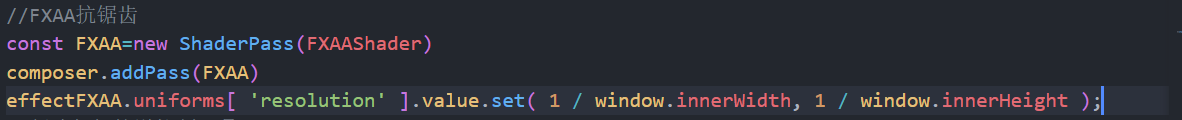 //FXAA抗锯齿
const FXAA=new ShaderPass(FXAAShader)
composer.addPass(FXAA)
effectFXAA.uniforms[ 'resolution' ].value.set( 1 / window.innerWidth, 1 / window.innerHeight );